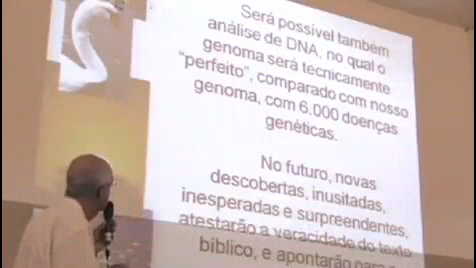 Será possível também
análise de DNA, no qual o
genoma será tecnicamente
"perfeito", comparado com nosso
genoma, com 6.000 doenças
genéticas.
No futuro, novas
descobertas, inusitadas,
inesperadas e surpreendentes,
atestarão a veracidade do texto
bíblico, e apontarão para